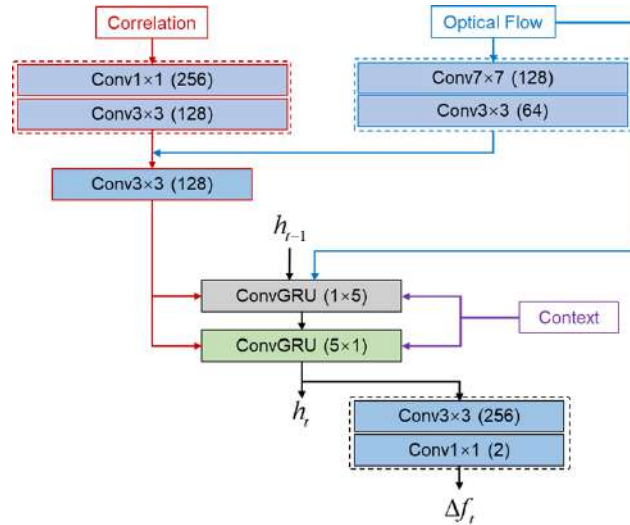 Correlation
Optical Flow
Conv1×1 (256)
Conv3×3 (128)
Conv7×7 (128)
Conv3×3 (64)
Conv3×3 (128)
h_{t−1}
ConvGRU (1×5)
ConvGRU (5×1)
Context
h_t
Conv3×3 (256)
Conv1×1 (2)
Δf_t